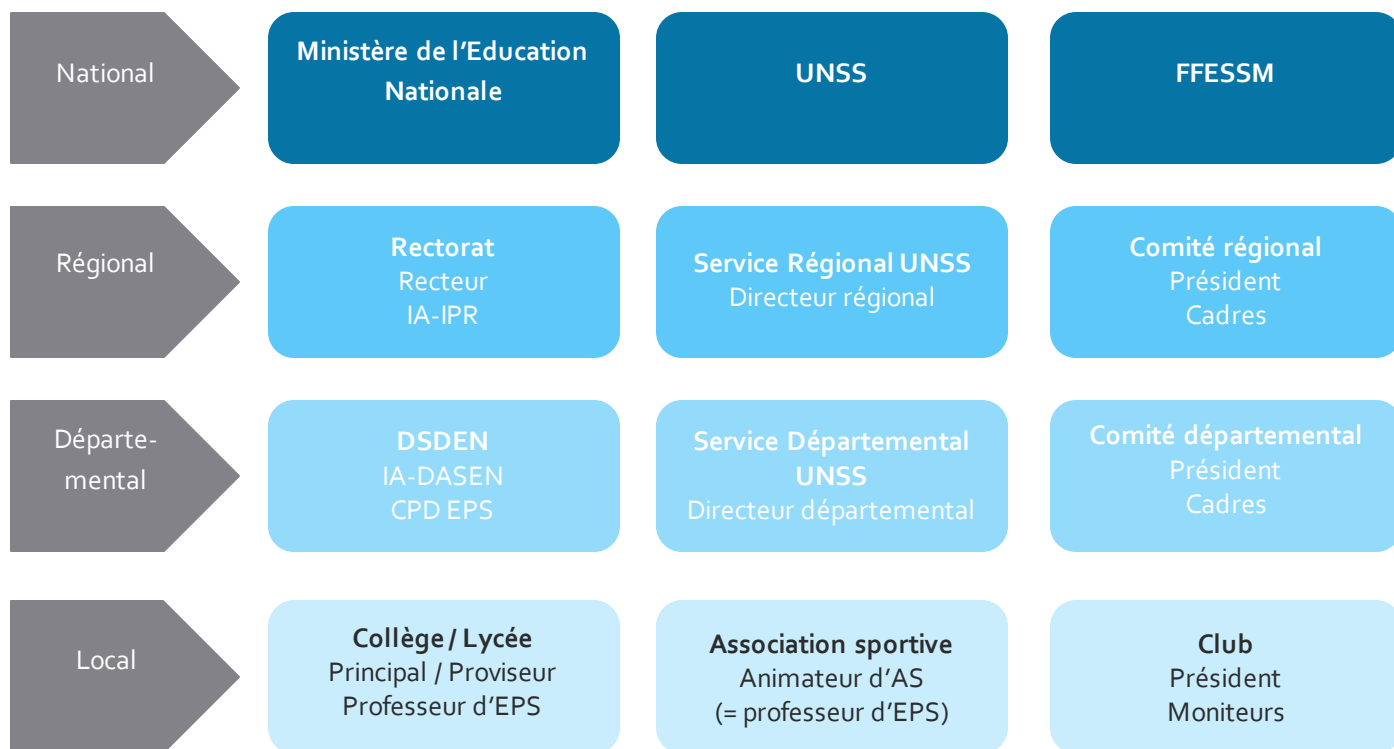 National
Ministère de l'Education
Nationale
UNSS
FFESSM
Régional
Rectorat
Recteur
IA-IPR
Service Régional UNSS
Directeur régional
Comité régional
Président
Cadres
Départe-
mental
DSDEN
IA-DASEN
CPD EPS
Service Départemental
UNSS
Directeur départemental
Comité départemental
Président
Cadres
Local
Collège / Lycée
Principal / Proviseur
Professeur d'EPS
Association sportive
Animateur d'AS
(= professeur d'EPS)
Club
Président
Moniteurs